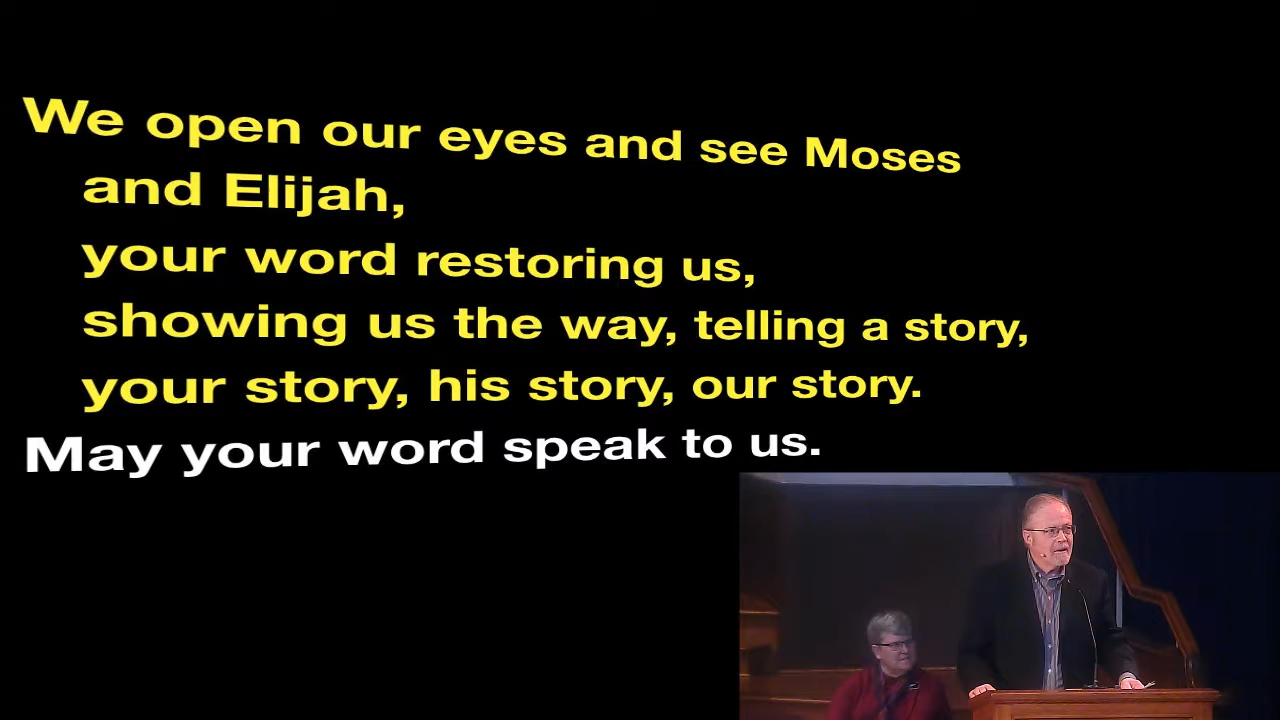 We open our eyes and see Moses
and Elijah,
your word restoring us,
showing us the way, telling a story,
your story, his story, our story.
May your word speak to us.